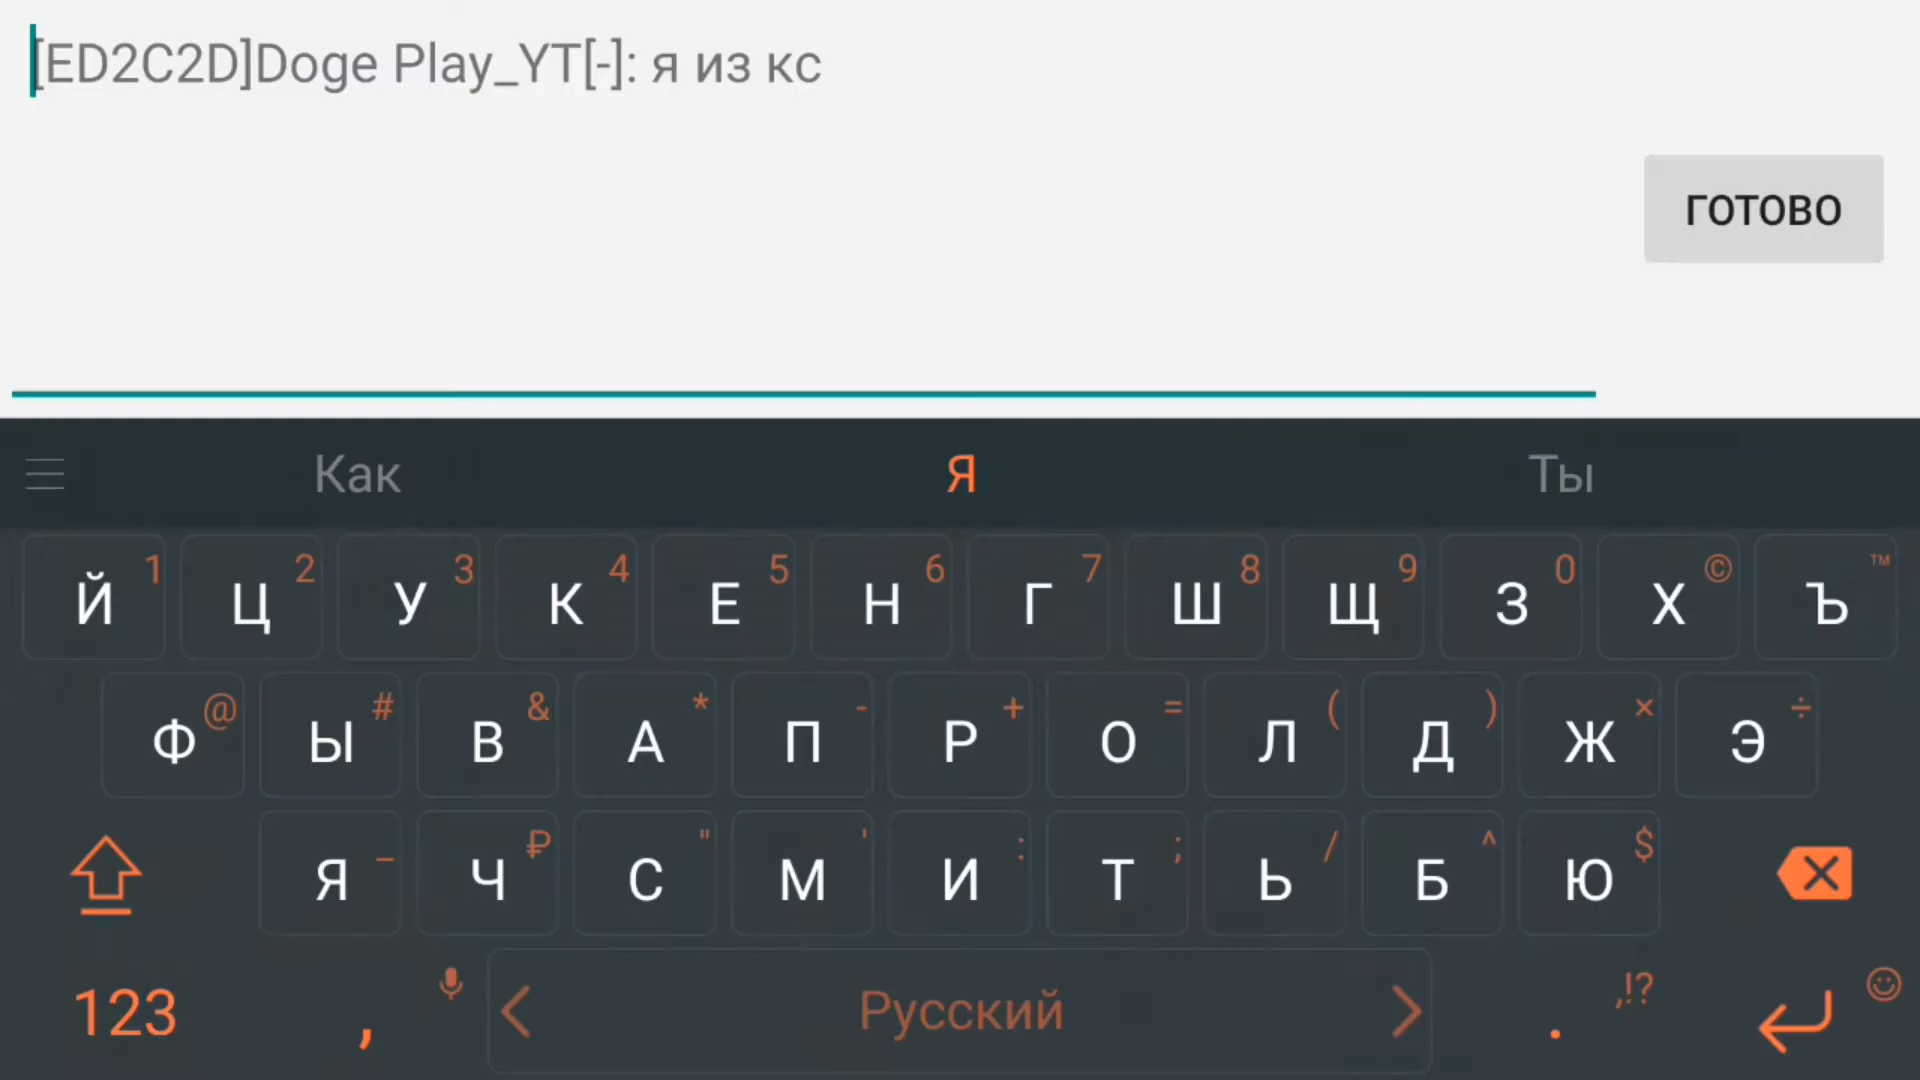 [ED2C2D]Doge Play_YT[-]: я из кс
ГОТОВО
Как Я Ты
Й 1 Ц 2 У 3 К 4 Е 5 Н 6 Г 7 Ш 8 Щ 9 З 0 Х © Ъ ™
Ф @ Ы # В & А * П - Р + О = Л ( Д ) Ж × Э ÷
Я _ Ч ₽ С " М ' И : Т ; Ь / Б ^ Ю $
123 , < Русский > . ,!?